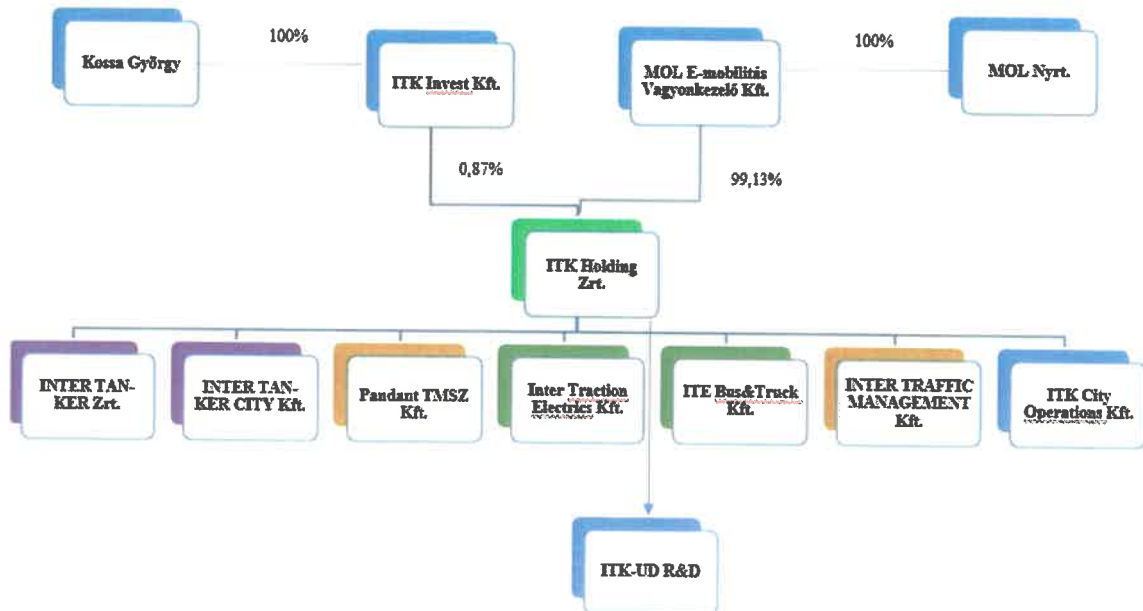 Kossa György
100%
ITK Invest Kft.
MOL E-mobilitás
Vagyonkezelő Kft.
100%
MOL Nyrt.
0,87%
99,13%
ITK Holding
Zrt.
INTER TAN-
KER Zrt.
INTER TAN-
KER CITY Kft.
Pandant TMSZ
Kft.
Inter Traction
Electrics Kft.
ITE Bus&Truck
Kft.
INTER TRAFFIC
MANAGEMENT
Kft.
ITK City
Operations Kft.
ITK-UD R&D